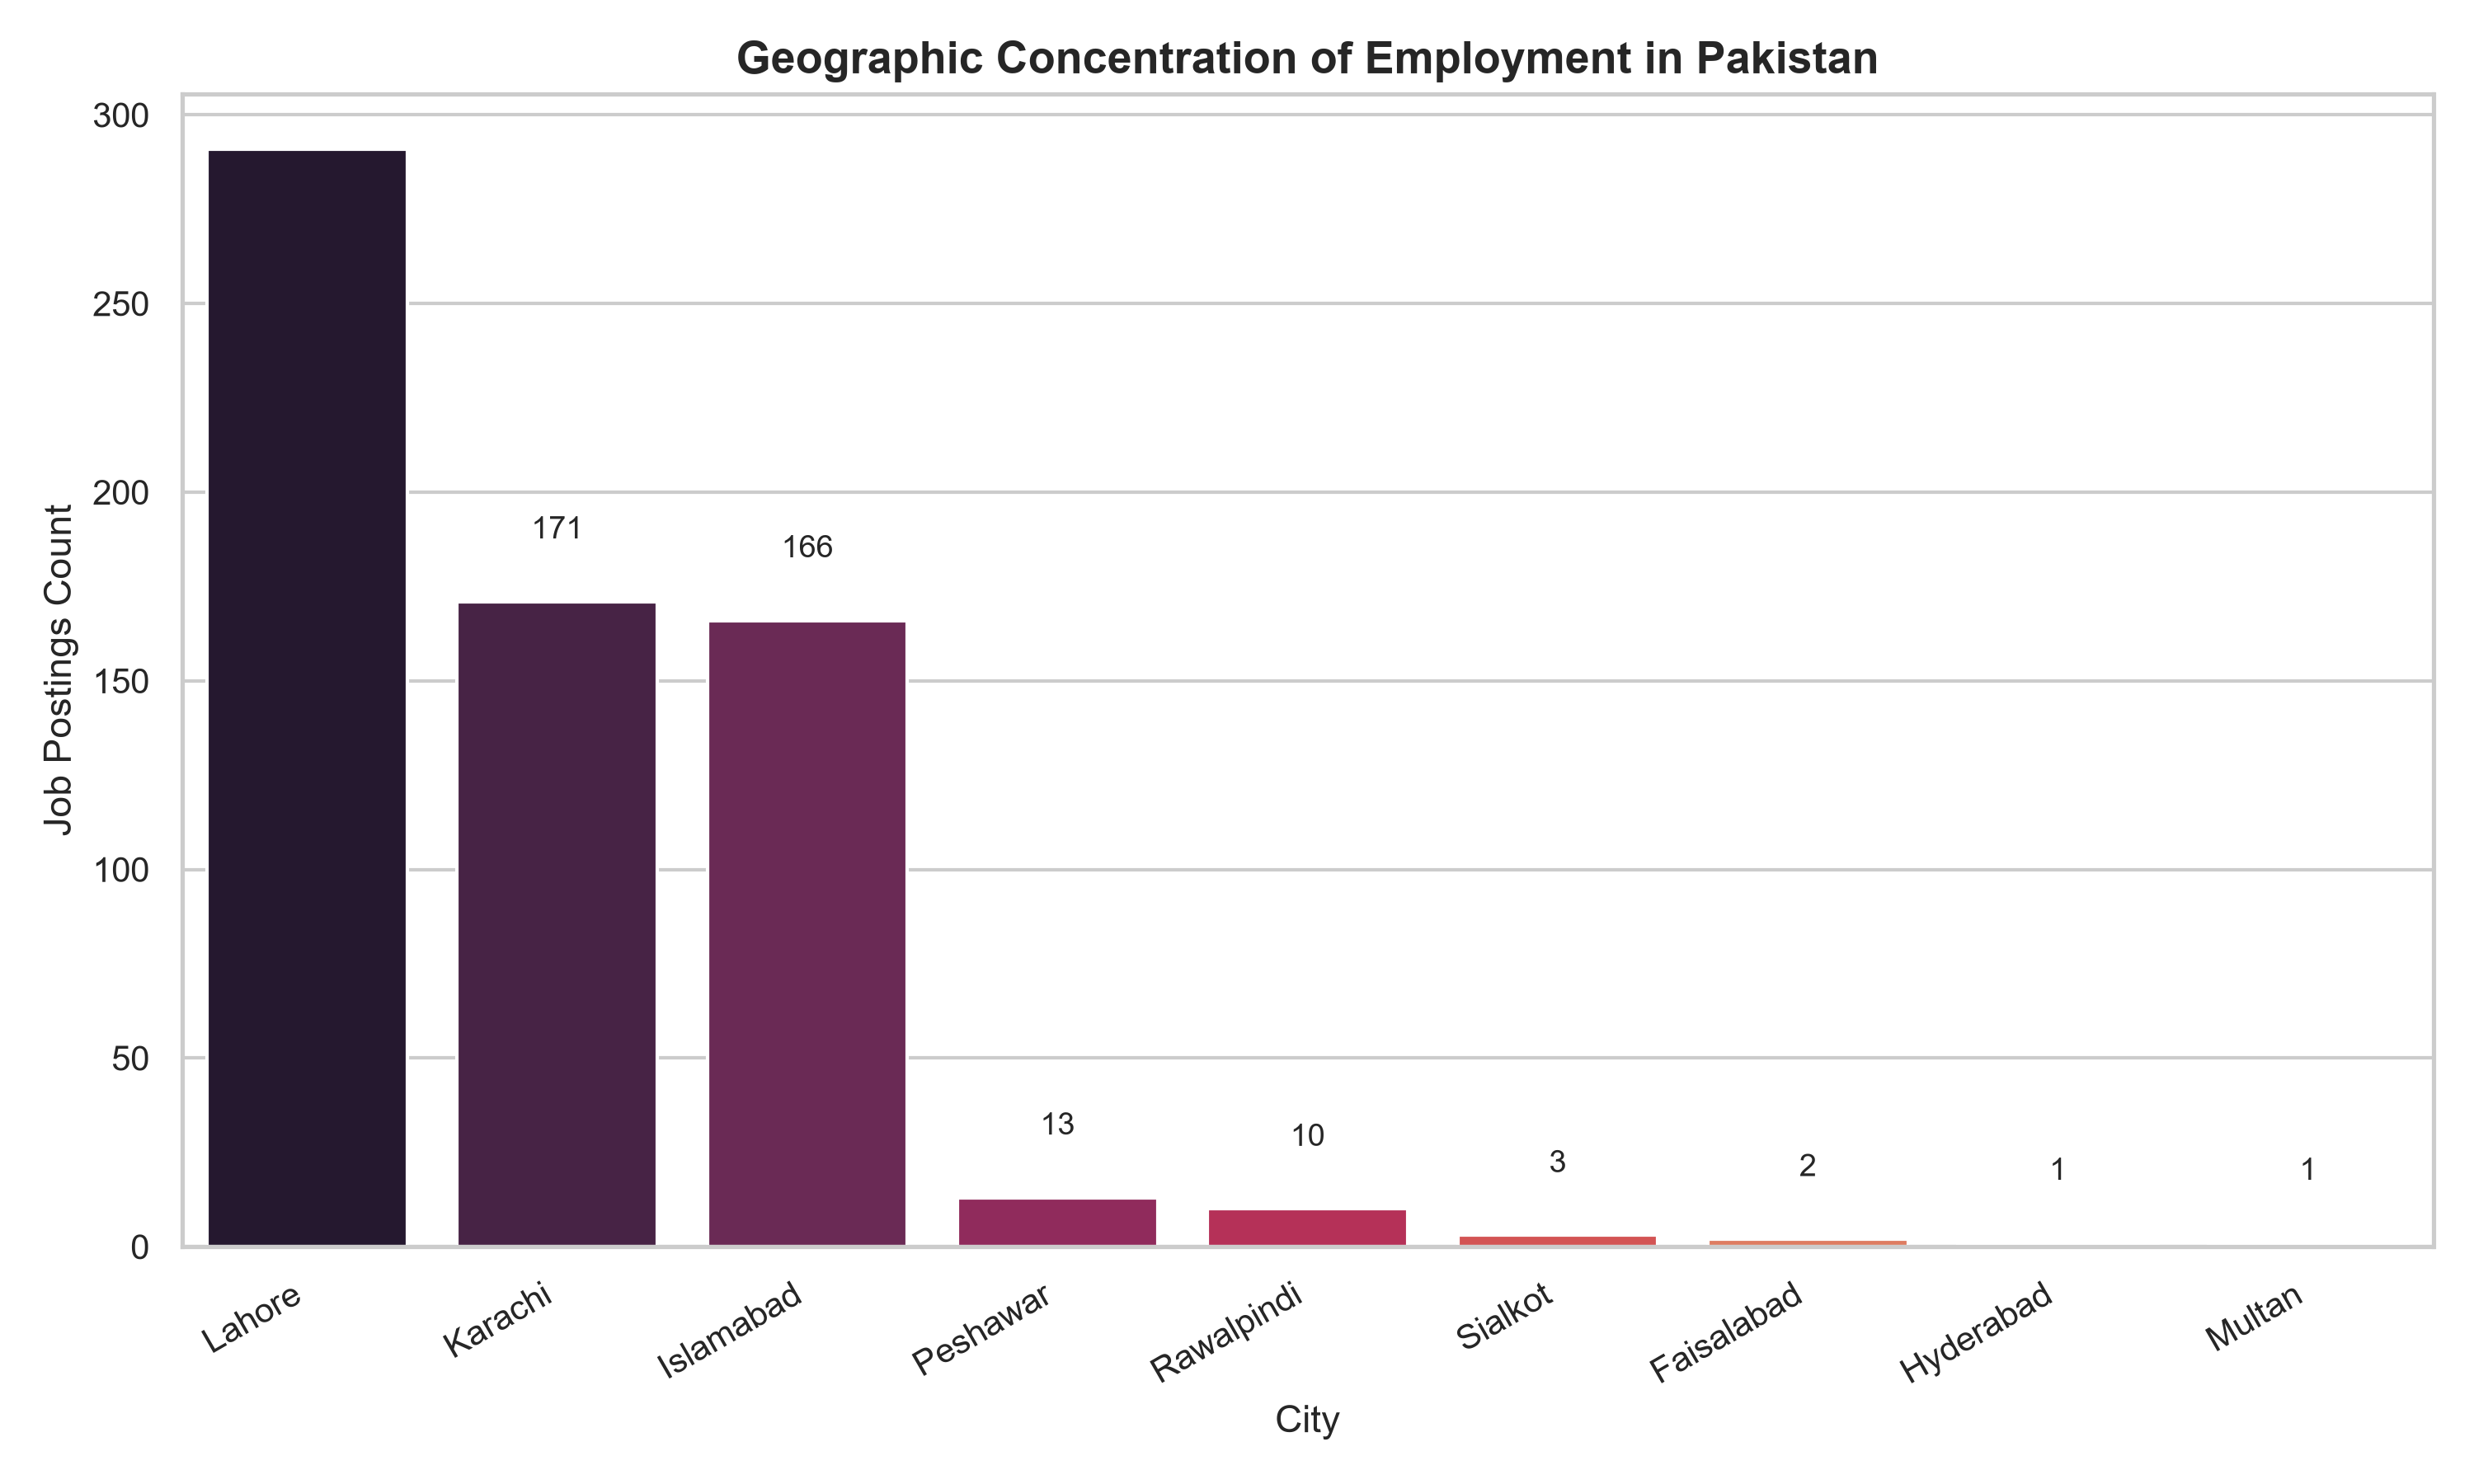 Geographic Concentration of Employment in Pakistan
Job Postings Count
300
250
200
150
100
50
0
171
166
13
10
3
2
1
1
Lahore
Karachi
Islamabad
Peshawar
Rawalpindi
Sialkot
Faisalabad
Hyderabad
Multan
City